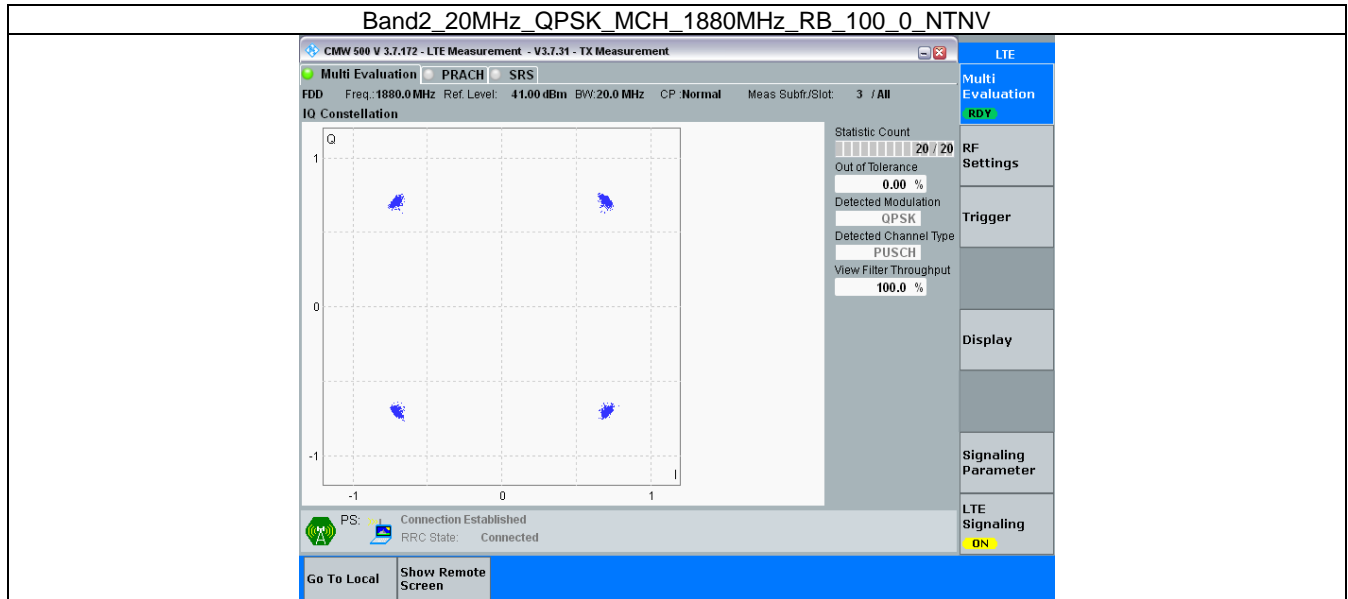 Band2_20MHz_QPSK_MCH_1880MHz_RB_100_0_NTNV
CMW 500 V 3.7.172 - LTE Measurement - V3.7.31 - TX Measurement
LTE
Multi Evaluation PRACH SRS
FDD Freq.: 1880.0 MHz Ref. Level: 41.00 dBm BW: 20.0 MHz CP : Normal Meas Subfr./Slot: 3 / All
IQ Constellation
Q
1
0
-1
-1 0 1
I
Statistic Count
20 / 20
Out of Tolerance
0.00 %
Detected Modulation
QPSK
Detected Channel Type
PUSCH
View Filter Throughput
100.0 %
Multi
Evaluation
RDY
RF
Settings
Trigger
Display
Signaling
Parameter
LTE
Signaling
ON
PS: Connection Established
RRC State: Connected
Go To Local
Show Remote
Screen